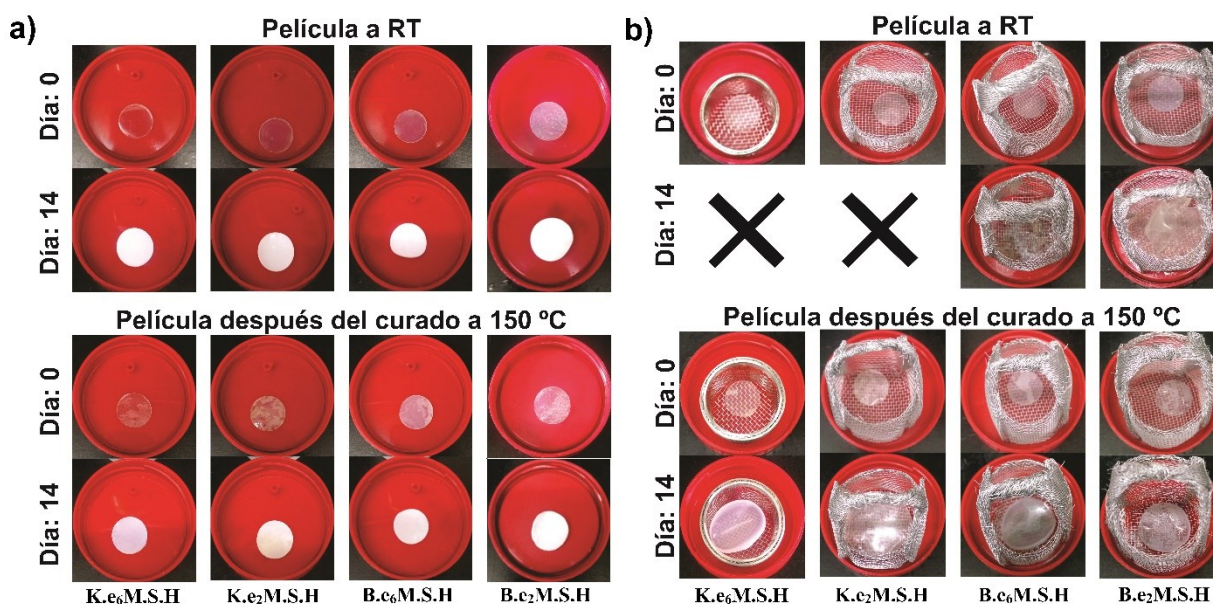 a)
Película a RT
Día: 0
Día: 14
Película después del curado a 150 ºC
Día: 0
Día: 14
K.e₆M.S.H K.e₂M.S.H B.e₆M.S.H B.e₂M.S.H
b)
Película a RT
Día: 0
Día: 14
Película después del curado a 150 ºC
Día: 0
Día: 14
K.e₆M.S.H K.e₂M.S.H B.e₆M.S.H B.e₂M.S.H